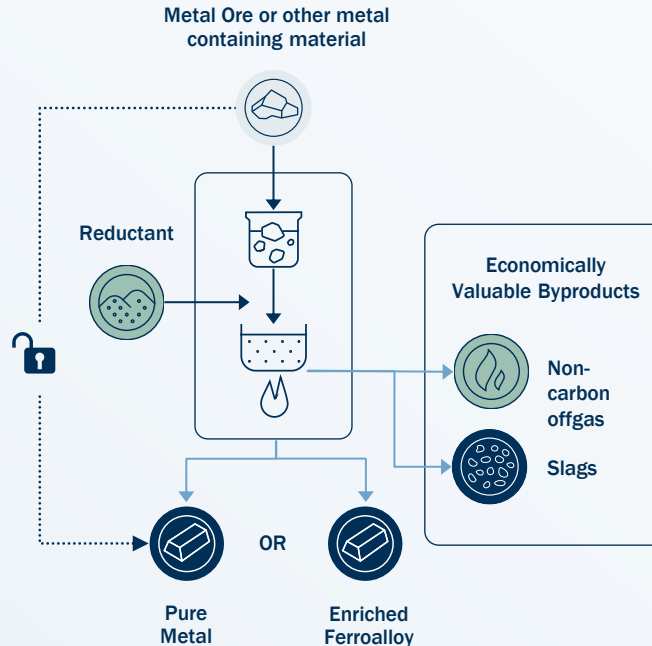 Metal Ore or other metal
containing material
Reductant
Economically
Valuable Byproducts
Non-
carbon
offgas
Slags
OR
Pure
Metal
Enriched
Ferroalloy